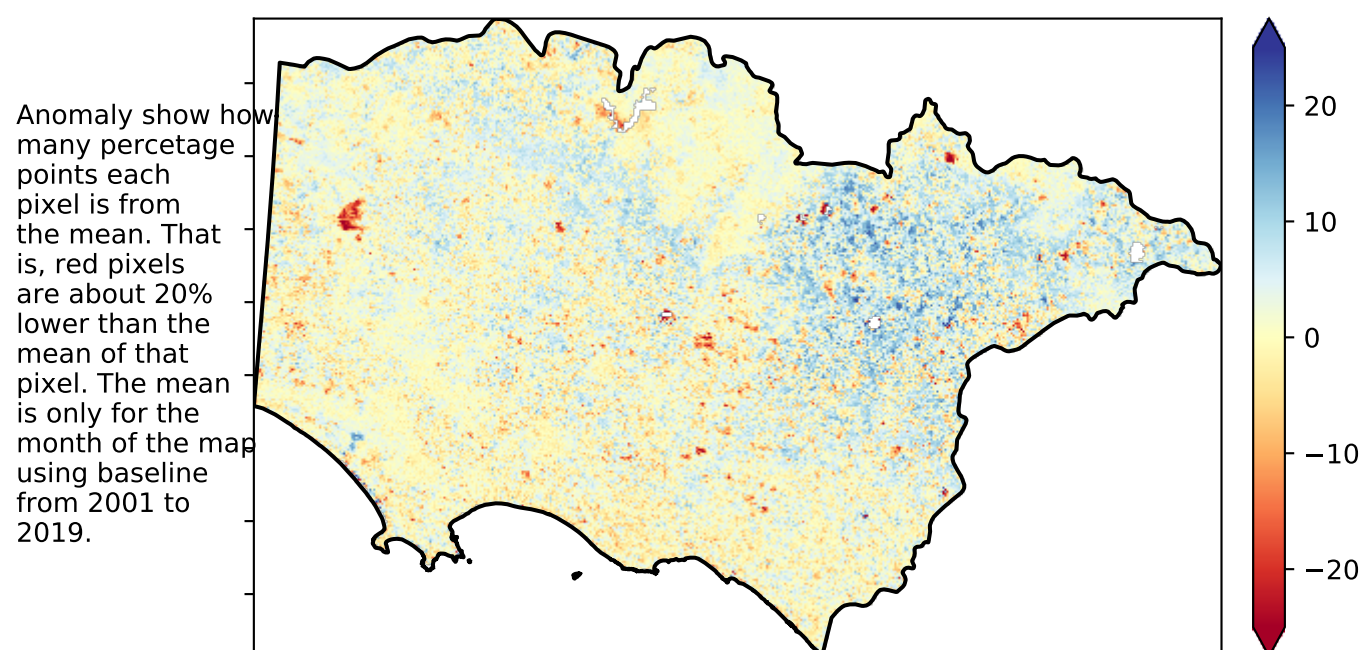 Anomaly show how
many percetage
points each
pixel is from
the mean. That
is, red pixels
are about 20%
lower than the
mean of that
pixel. The mean
is only for the
month of the map
using baseline
from 2001 to
2019.
20
10
0
−10
−20